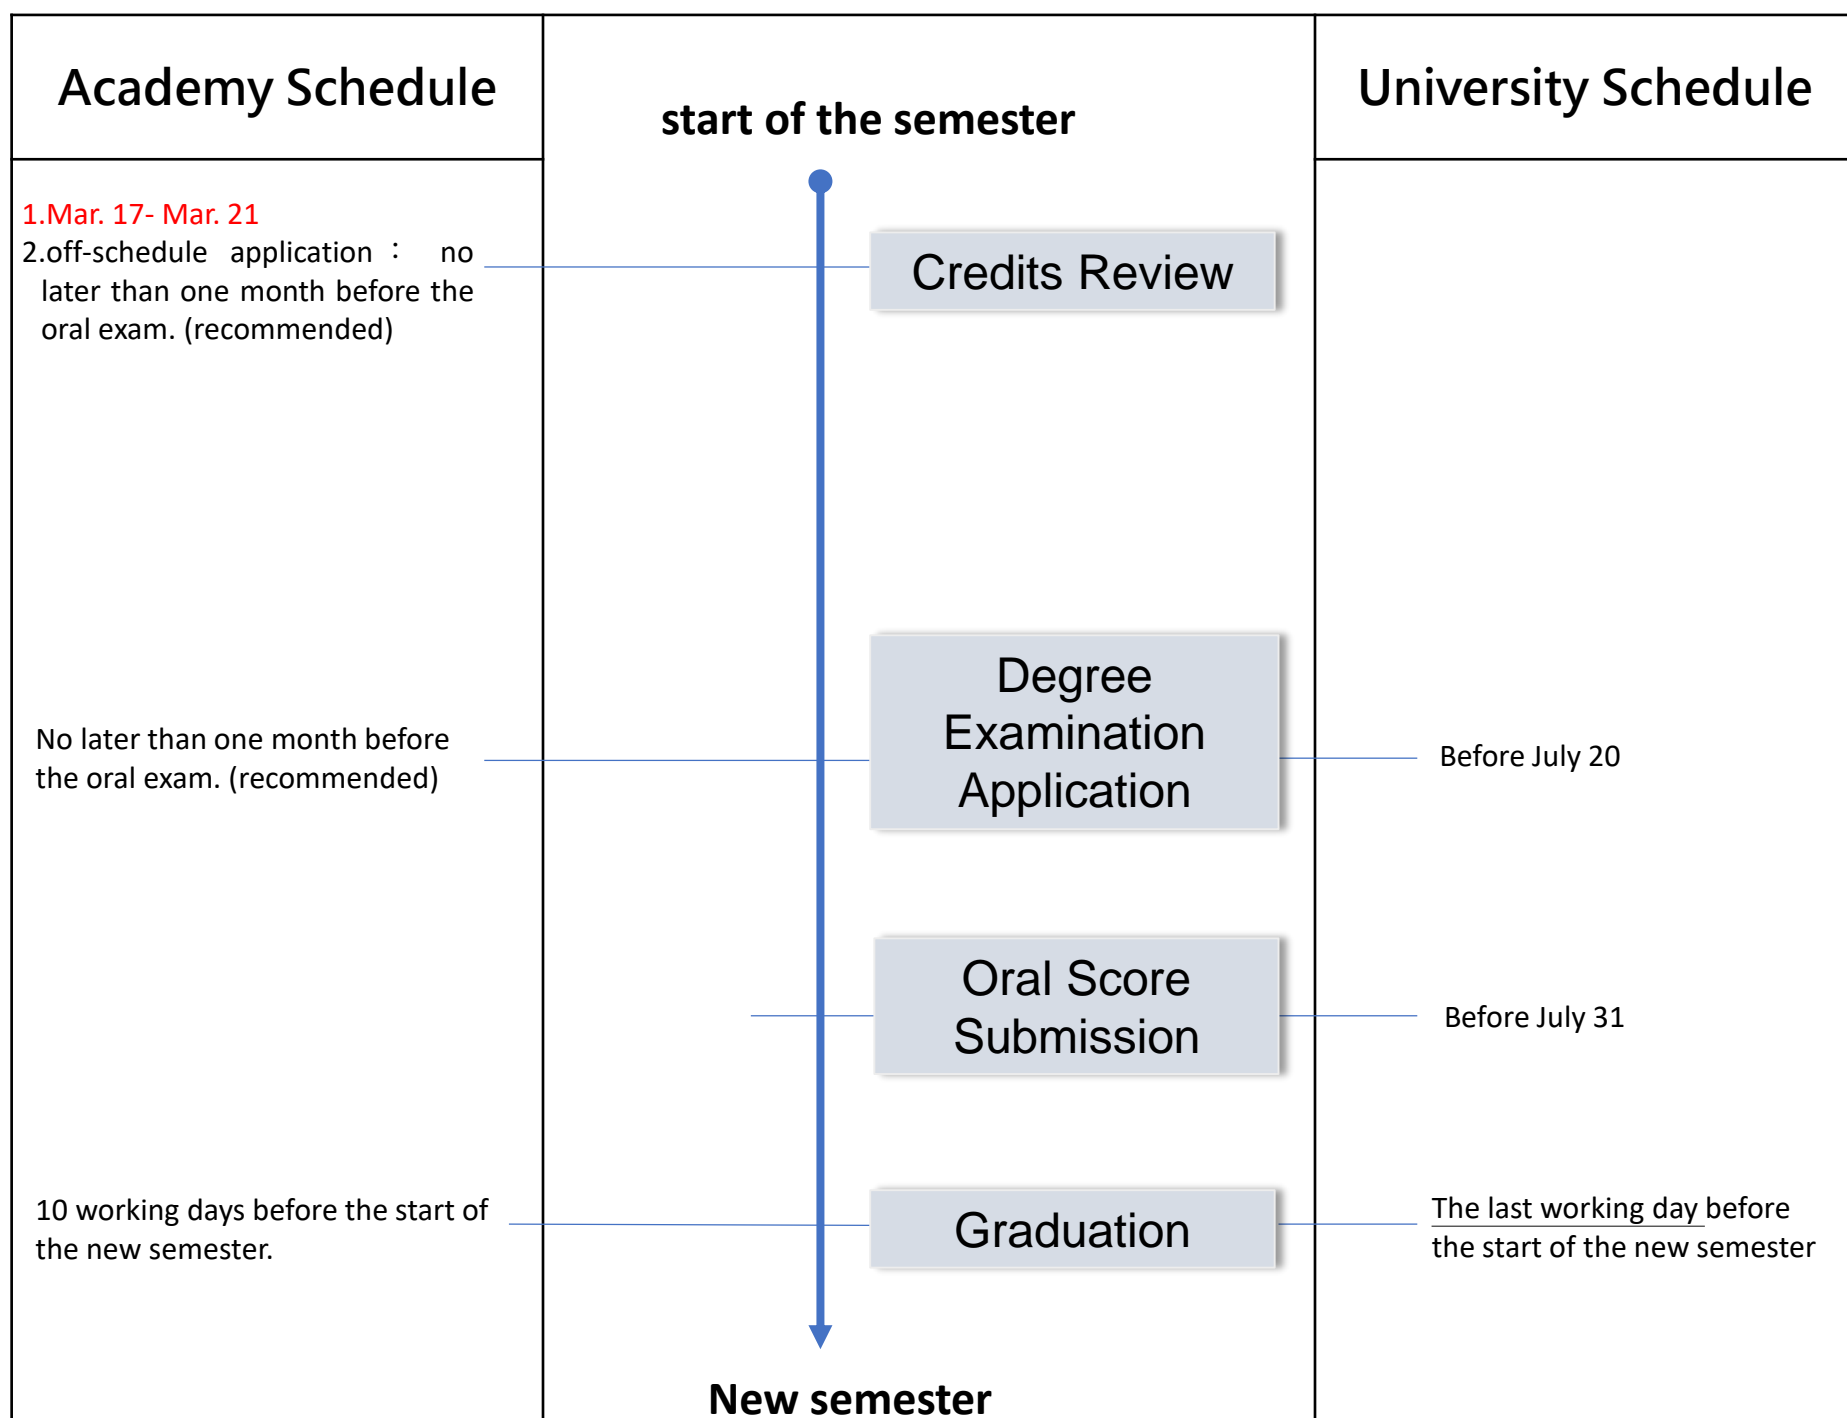 Academy Schedule
start of the semester
University Schedule
1.Mar. 17- Mar. 21
2.off-schedule application： no
later than one month before the
oral exam. (recommended)
Credits Review
No later than one month before
the oral exam. (recommended)
Degree
Examination
Application
Before July 20
Oral Score
Submission
Before July 31
10 working days before the start of
the new semester.
Graduation
The last working day before
the start of the new semester
New semester